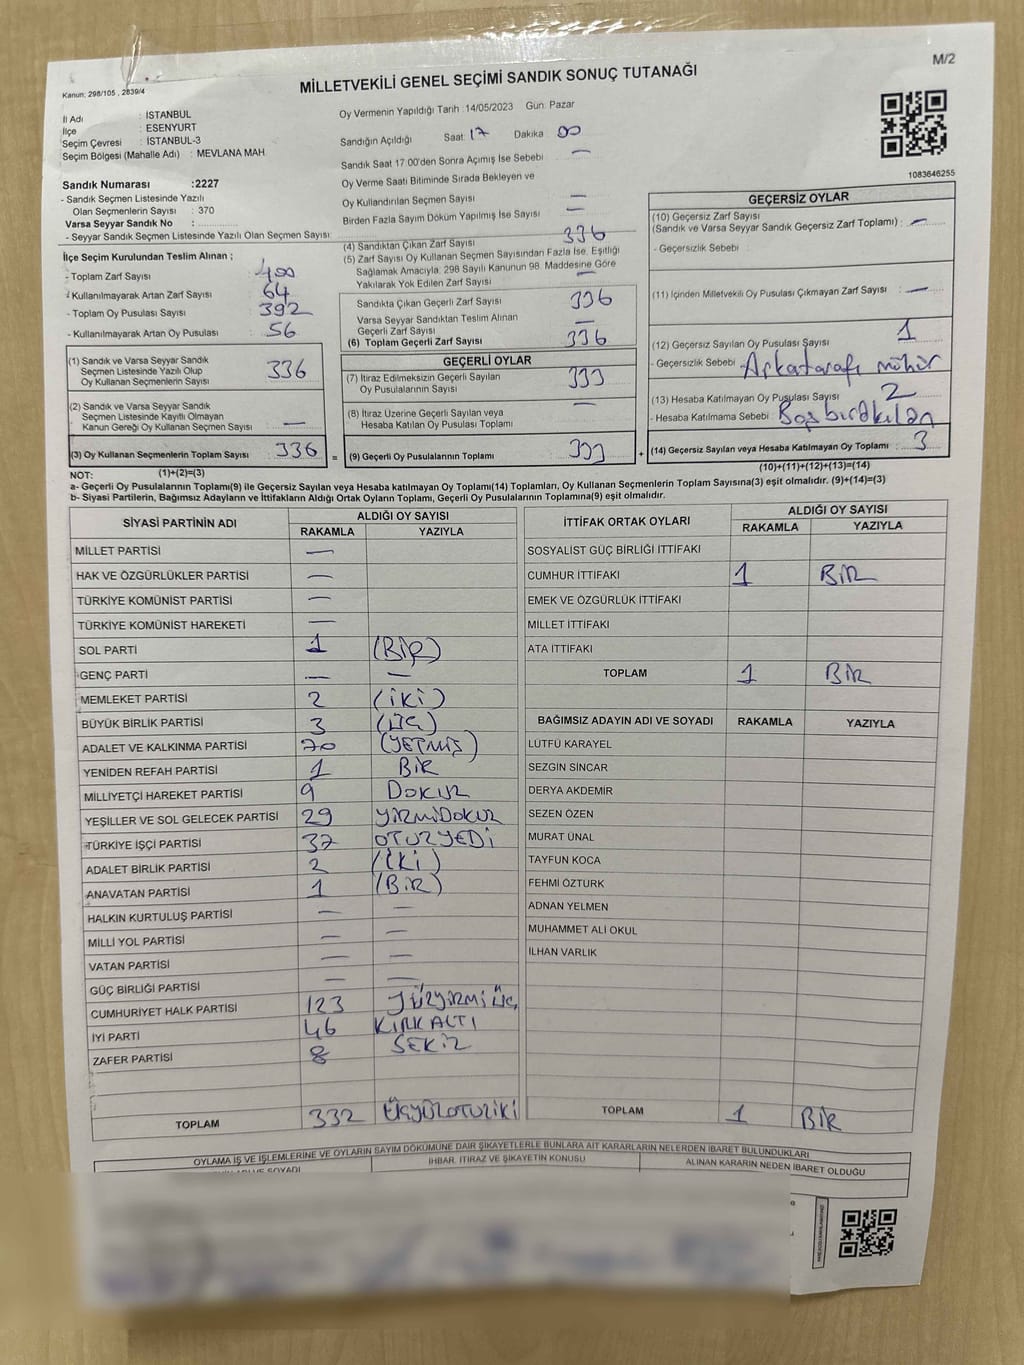 M/2
Kanun; 298/105 , 2839/4
MİLLETVEKİLİ GENEL SEÇİMİ SANDIK SONUÇ TUTANAĞI
İl Adı : İSTANBUL
İlçe : ESENYURT
Seçim Çevresi : İSTANBUL-3
Seçim Bölgesi (Mahalle Adı) : MEVLANA MAH.
Sandık Numarası :2227
- Sandık Seçmen Listesinde Yazılı
Olan Seçmenlerin Sayısı : 370
Varsa Seyyar Sandık No :
- Seyyar Sandık Seçmen Listesinde Yazılı Olan Seçmen Sayısı:
İlçe Seçim Kurulundan Teslim Alınan ;
- Toplam Zarf Sayısı : 400
- Kullanılmayarak Artan Zarf Sayısı : 64
- Toplam Oy Pusulası Sayısı : 392
- Kullanılmayarak Artan Oy Pusulası : 56
(1) Sandık ve Varsa Seyyar Sandık
Seçmen Listesinde Yazılı Olup
Oy Kullanan Seçmenlerin Sayısı : 336
(2) Sandık ve Varsa Seyyar Sandık
Seçmen Listesinde Kayıtlı Olmayan
Kanun Gereği Oy Kullanan Seçmen Sayısı : —
(3) Oy Kullanan Seçmenlerin Toplam Sayısı : 336
(1)+(2)=(3)
Oy Vermenin Yapıldığı Tarih :14/05/2023 Gün: Pazar
Sandığın Açıldığı Saat: 17 Dakika: 00
Sandık Saat 17:00'den Sonra Açımış İse Sebebi : —
Oy Verme Saati Bitiminde Sırada Bekleyen ve
Oy Kullandırılan Seçmen Sayısı : —
Birden Fazla Sayım Döküm Yapılmış İse Sayısı : —
(4) Sandıktan Çıkan Zarf Sayısı : 336
(5) Zarf Sayısı Oy Kullanan Seçmen Sayısından Fazla İse, Eşitliği
Sağlamak Amacıyla, 298 Sayılı Kanunun 98. Maddesine Göre
Yakılarak Yok Edilen Zarf Sayısı : —
Sandıkta Çıkan Geçerli Zarf Sayısı : 336
Varsa Seyyar Sandıktan Teslim Alınan
Geçerli Zarf Sayısı : —
(6) Toplam Geçerli Zarf Sayısı : 336
GEÇERLİ OYLAR
(7) İtiraz Edilmeksizin Geçerli Sayılan
Oy Pusulalarının Sayısı : 333
(8) İtiraz Üzerine Geçerli Sayılan veya
Hesaba Katılan Oy Pusulası Toplamı : —
= (9) Geçerli Oy Pusulalarının Toplamı : 333 +
1083646255
GEÇERSİZ OYLAR
(10) Geçersiz Zarf Sayısı
(Sandık ve Varsa Seyyar Sandık Geçersiz Zarf Toplamı) : —
- Geçersizlik Sebebi :
(11) İçinden Milletvekili Oy Pusulası Çıkmayan Zarf Sayısı : —
(12) Geçersiz Sayılan Oy Pusulası Sayısı : 1
- Geçersizlik Sebebi : Arkatarafı mühür
(13) Hesaba Katılmayan Oy Pusulası Sayısı : 2
- Hesaba Katılmama Sebebi : Boş bırakılan
(14) Geçersiz Sayılan veya Hesaba Katılmayan Oy Toplamı : 3
(10)+(11)+(12)+(13)=(14)
NOT:
a- Geçerli Oy Pusulalarının Toplamı(9) ile Geçersiz Sayılan veya Hesaba katılmayan Oy Toplamı(14) Toplamları, Oy Kullanan Seçmenlerin Toplam Sayısına(3) eşit olmalıdır. (9)+(14)=(3)
b- Siyasi Partilerin, Bağımsız Adayların ve İttifakların Aldığı Ortak Oyların Toplamı, Geçerli Oy Pusulalarının Toplamına(9) eşit olmalıdır.
SİYASİ PARTİNİN ADI ALDIĞI OY SAYISI
RAKAMLA YAZIYLA
MİLLET PARTİSİ —
HAK VE ÖZGÜRLÜKLER PARTİSİ —
TÜRKİYE KOMÜNİST PARTİSİ —
TÜRKİYE KOMÜNİST HAREKETİ —
SOL PARTİ 1 (BİR)
GENÇ PARTİ — —
MEMLEKET PARTİSİ 2 (İKİ)
BÜYÜK BİRLİK PARTİSİ 3 (ÜÇ)
ADALET VE KALKINMA PARTİSİ 70 (YETMİŞ)
YENİDEN REFAH PARTİSİ 1 BİR
MİLLİYETÇİ HAREKET PARTİSİ 9 DOKUZ
YEŞİLLER VE SOL GELECEK PARTİSİ 29 YİRMİDOKUZ
TÜRKİYE İŞÇİ PARTİSİ 37 OTUZYEDİ
ADALET BİRLİK PARTİSİ 2 (İKİ)
ANAVATAN PARTİSİ 1 (BİR)
HALKIN KURTULUŞ PARTİSİ — —
MİLLİ YOL PARTİSİ — —
VATAN PARTİSİ — —
GÜÇ BİRLİĞİ PARTİSİ — —
CUMHURİYET HALK PARTİSİ 123 YÜZYİRMİ ÜÇ
İYİ PARTİ 46 KIRKALTI
ZAFER PARTİSİ 8 SEKİZ
TOPLAM 332 ÜÇYÜZOTUZİKİ
İTTİFAK ORTAK OYLARI ALDIĞI OY SAYISI
RAKAMLA YAZIYLA
SOSYALİST GÜÇ BİRLİĞİ İTTİFAKI
CUMHUR İTTİFAKI 1 BİR
EMEK VE ÖZGÜRLÜK İTTİFAKI
MİLLET İTTİFAKI
ATA İTTİFAKI
TOPLAM 1 BİR
BAĞIMSIZ ADAYIN ADI VE SOYADI RAKAMLA YAZIYLA
LÜTFÜ KARAYEL
SEZGİN SİNCAR
DERYA AKDEMİR
SEZEN ÖZEN
MURAT ÜNAL
TAYFUN KOCA
FEHMİ ÖZTÜRK
ADNAN YELMEN
MUHAMMET ALİ OKUL
İLHAN VARLIK
TOPLAM 1 BİR
OYLAMA İŞ VE İŞLEMLERİNE VE OYLARIN SAYIM DÖKÜMÜNE DAİR ŞİKAYETLERLE BUNLARA AİT KARARLARIN NELERDEN İBARET BULUNDUKLARI
İHBAR, İTİRAZ VE ŞİKAYETİN KONUSU
ALINAN KARARIN NEDEN İBARET OLDUĞU